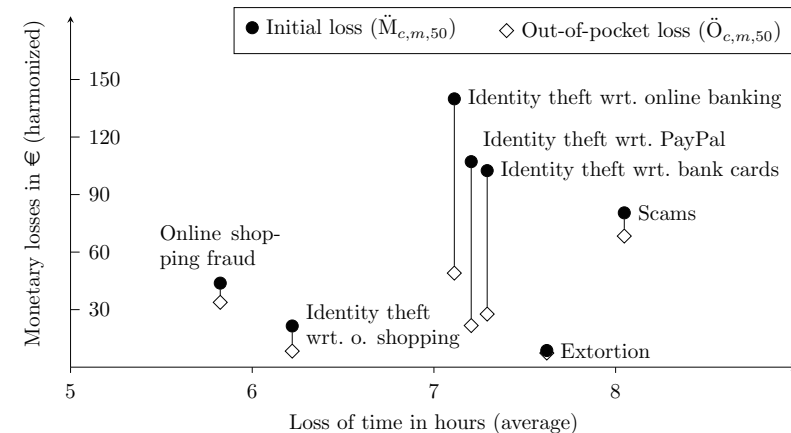 Initial loss (M̈c,m,50) Out-of-pocket loss (Öc,m,50)
Monetary losses in € (harmonized)
150
120
90
60
30
Identity theft wrt. online banking
Identity theft wrt. PayPal
Identity theft wrt. bank cards
Scams
Online shop-
ping fraud
Identity theft
wrt. o. shopping
Extortion
5 6 7 8
Loss of time in hours (average)